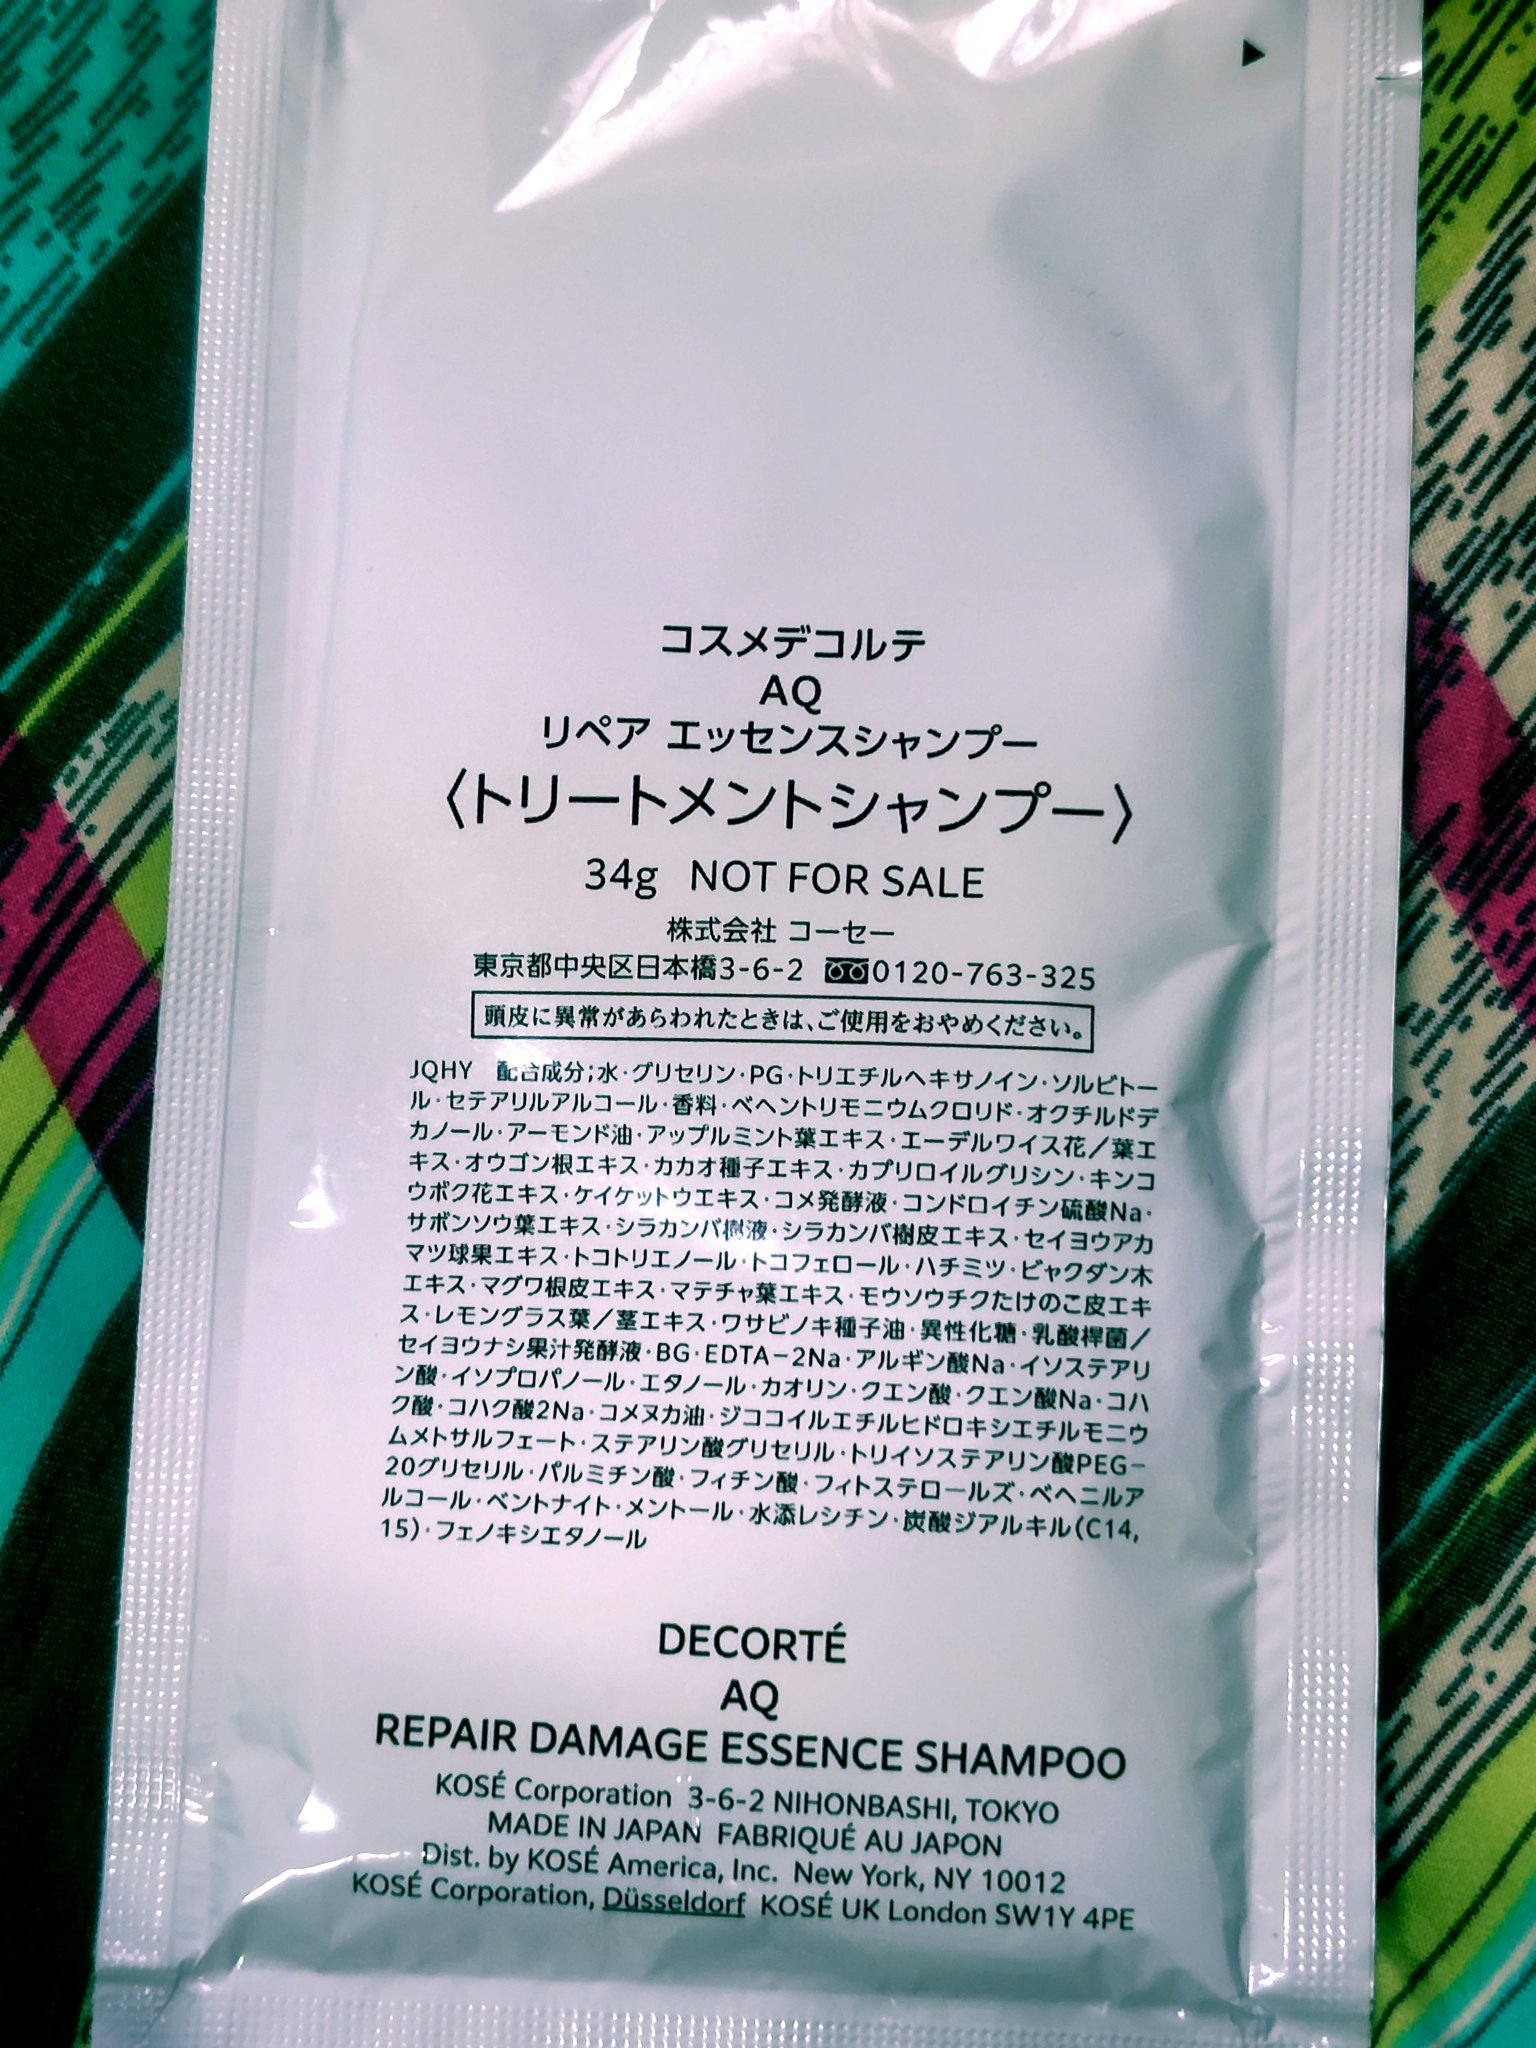 コスメデコルテ
AQ
リペア エッセンスシャンプー
〈トリートメントシャンプー〉
34g NOT FOR SALE
株式会社 コーセー
東京都中央区日本橋3-6-2 0120-763-325
頭皮に異常があらわれたときは、ご使用をおやめください。
JQHY 配合成分;水・グリセリン・PG・トリエチルヘキサノイン・ソルビトー
ル・セテアリルアルコール・香料・ベヘントリモニウムクロリド・オクチルドデ
カノール・アーモンド油・アップルミント葉エキス・エーデルワイス花/葉エ
キス・オウゴン根エキス・カカオ種子エキス・カプリロイルグリシン・キンコ
ウボク花エキス・ケイケットウエキス・コメ発酵液・コンドロイチン硫酸Na・
サボンソウ葉エキス・シラカンバ樹液・シラカンバ樹皮エキス・セイヨウアカ
マツ球果エキス・トコトリエノール・トコフェロール・ハチミツ・ビャクダン木
エキス・マグワ根皮エキス・マテチャ葉エキス・モウソウチクたけのこ皮エキ
ス・レモングラス葉/茎エキス・ワサビノキ種子油・異性化糖・乳酸桿菌/
セイヨウナシ果汁発酵液・BG・EDTA-2Na・アルギン酸Na・イソステアリ
ン酸・イソプロパノール・エタノール・カオリン・クエン酸・クエン酸Na・コハ
ク酸・コハク酸2Na・コメヌカ油・ジココイルエチルヒドロキシエチルモニウ
ムメトサルフェート・ステアリン酸グリセリル・トリイソステアリン酸PEG-
20グリセリル・パルミチン酸・フィチン酸・フィトステロールズ・ベヘニルア
ルコール・ベントナイト・メントール・水添レシチン・炭酸ジアルキル(C14,
15)・フェノキシエタノール
DECORTÉ
AQ
REPAIR DAMAGE ESSENCE SHAMPOO
KOSÉ Corporation 3-6-2 NIHONBASHI, TOKYO
MADE IN JAPAN FABRIQUÉ AU JAPON
Dist. by KOSÉ America, Inc. New York, NY 10012
KOSÉ Corporation, Düsseldorf KOSÉ UK London SW1Y 4PE